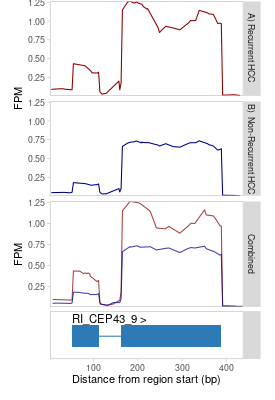 1.25
1.00
0.75
0.50
0.25
FPM
A) Recurrent HCC
1.25
1.00
0.75
0.50
0.25
FPM
B) Non-Recurrent HCC
1.25
1.00
0.75
0.50
0.25
FPM
Combined
RI_CEP43_9 >
100 200 300 400
Distance from region start (bp)